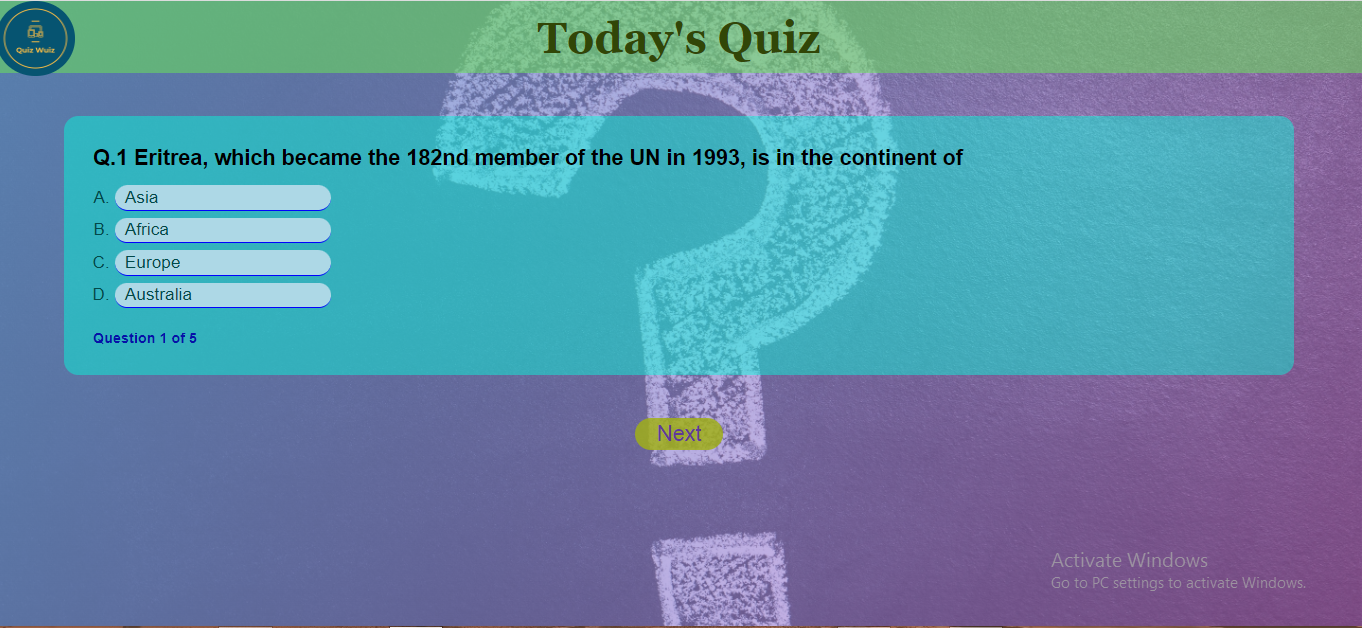 Quiz Wuiz
Today's Quiz
Q.1 Eritrea, which became the 182nd member of the UN in 1993, is in the continent of
A. Asia
B. Africa
C. Europe
D. Australia
Question 1 of 5
Next
Activate Windows
Go to PC settings to activate Windows.